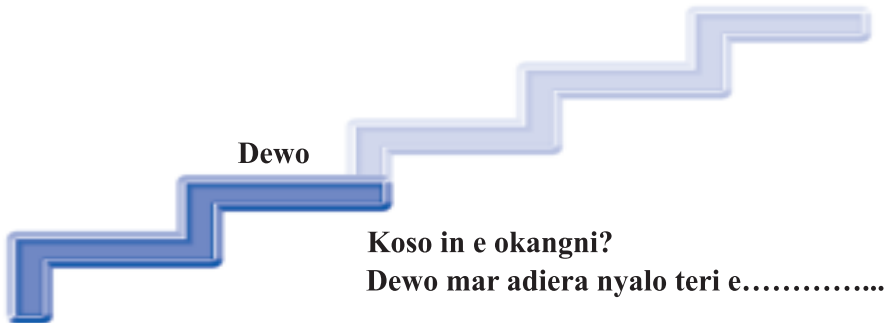 Dewo
Koso in e okangni?
Dewo mar adiera nyalo teri e…………...